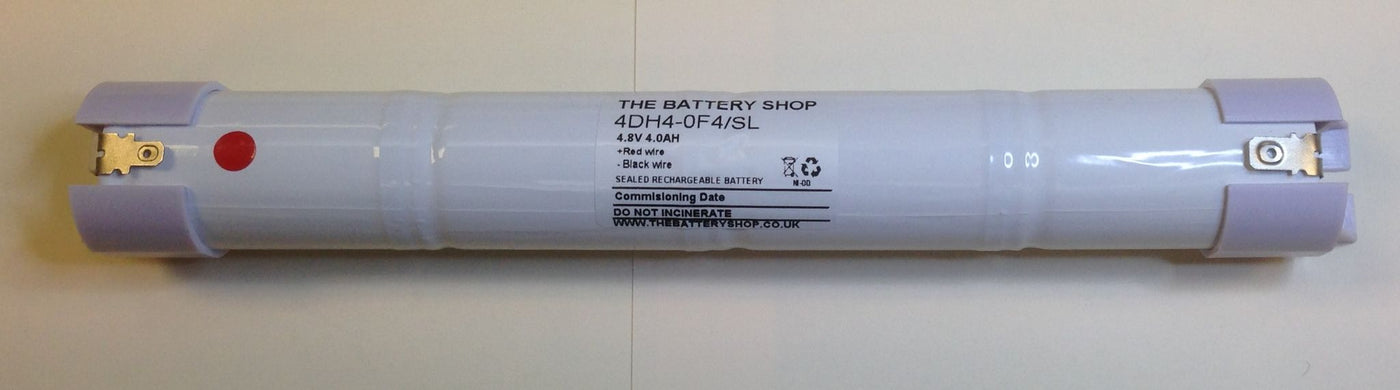 THE BATTERY SHOP
4DH4-0F4/SL
4.8V 4.0AH
+Red wire
- Black wire
SEALED RECHARGEABLE BATTERY
NI-CD
Commisioning Date
DO NOT INCINERATE
WWW.THEBATTERYSHOP.CO.UK